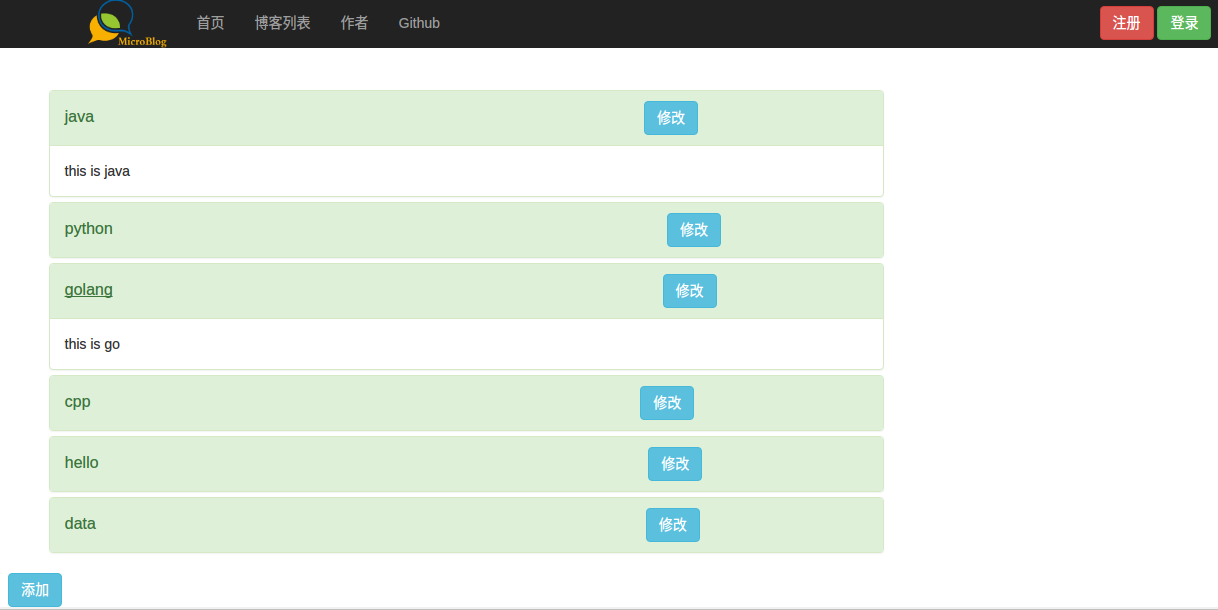 MicroBlog 首页 博客列表 作者 Github 注册 登录
java 修改
this is java
python 修改
golang 修改
this is go
cpp 修改
hello 修改
data 修改
添加